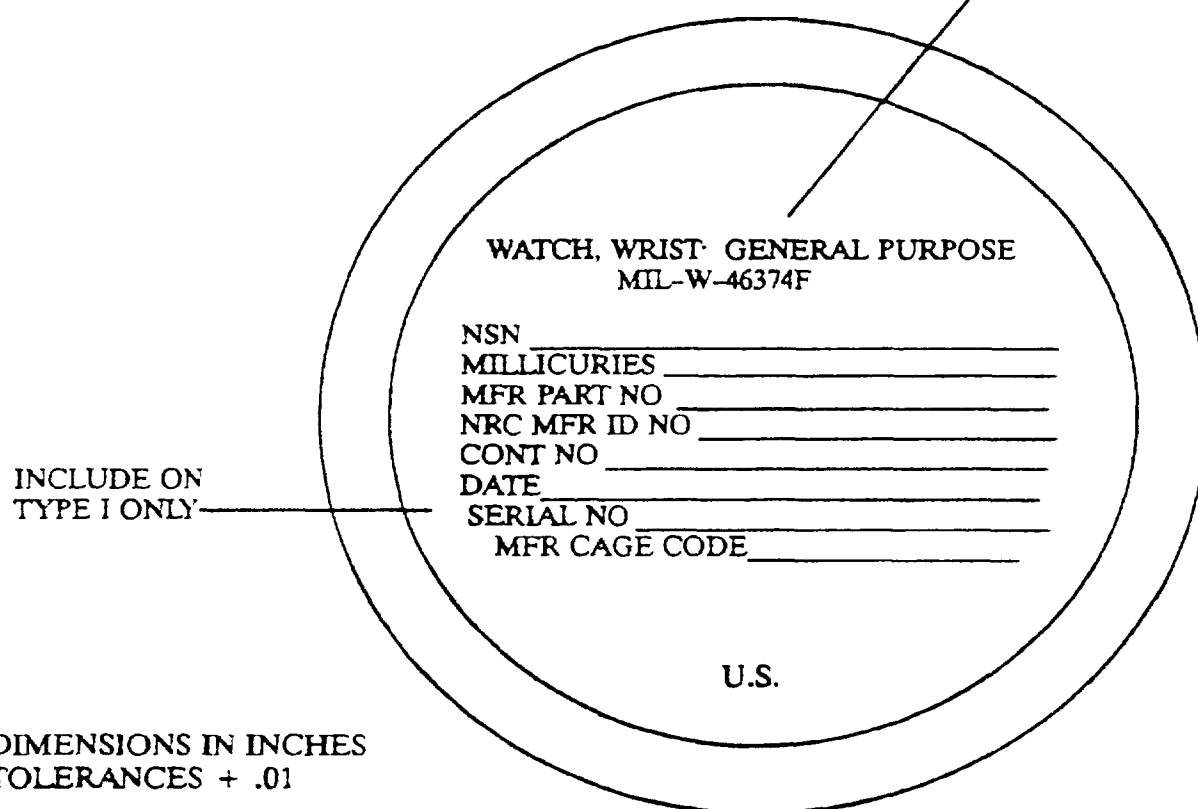 WATCH, WRIST· GENERAL PURPOSE
MIL-W-46374F
NSN
MILLICURIES
MFR PART NO
NRC MFR ID NO
CONT NO
DATE
SERIAL NO
MFR CAGE CODE
INCLUDE ON
TYPE I ONLY
U.S.
DIMENSIONS IN INCHES
TOLERANCES + .01